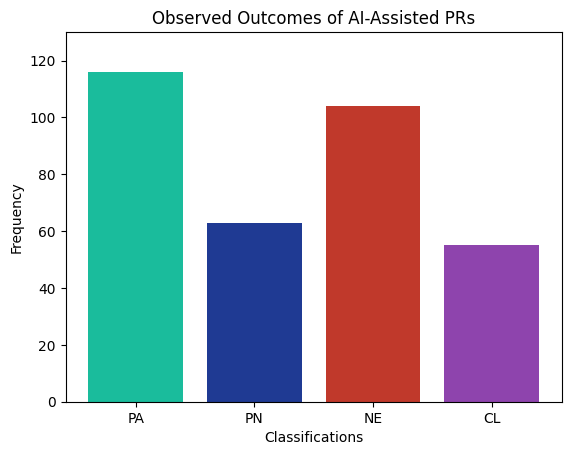 Observed Outcomes of AI-Assisted PRs
Frequency
120
100
80
60
40
20
0
PA PN NE CL
Classifications